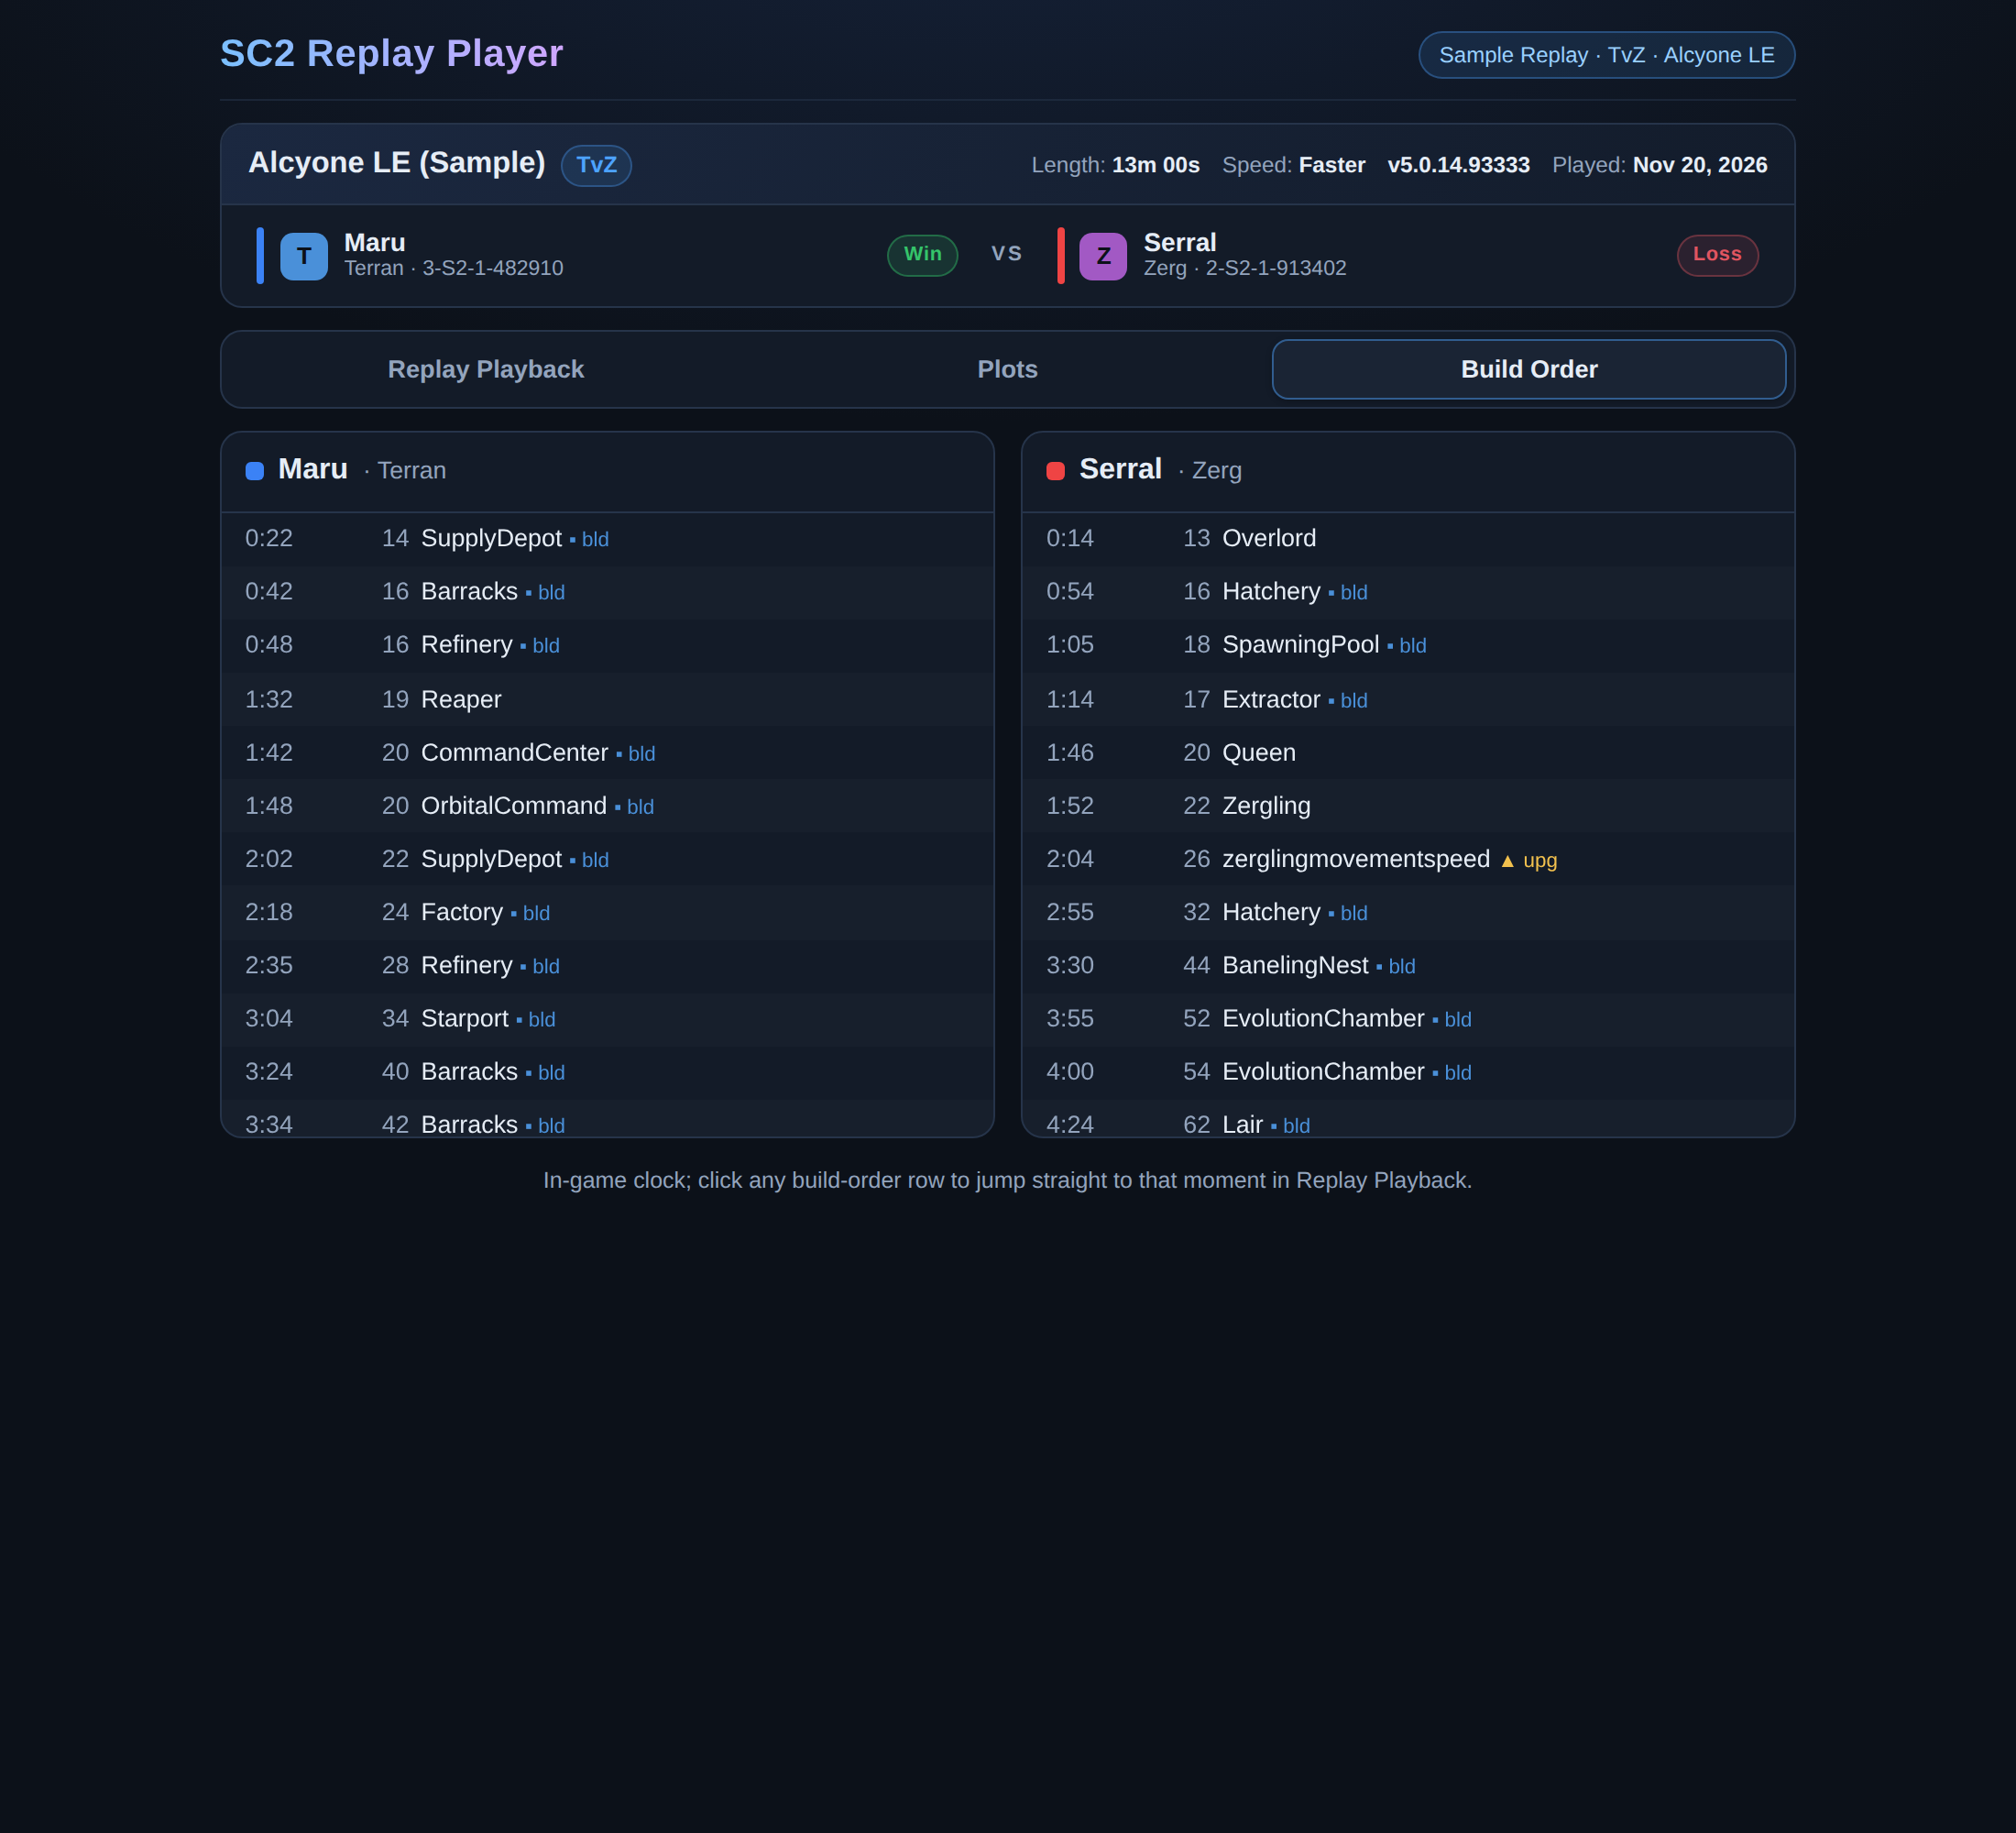 SC2 Replay Player
Sample Replay · TvZ · Alcyone LE
Alcyone LE (Sample) TvZ
Length: 13m 00s Speed: Faster v5.0.14.93333 Played: Nov 20, 2026
T
Maru
Terran · 3-S2-1-482910
Win
VS
Z
Serral
Zerg · 2-S2-1-913402
Loss
Replay Playback
Plots
Build Order
Maru · Terran
0:22 14 SupplyDepot ▪ bld
0:42 16 Barracks ▪ bld
0:48 16 Refinery ▪ bld
1:32 19 Reaper
1:42 20 CommandCenter ▪ bld
1:48 20 OrbitalCommand ▪ bld
2:02 22 SupplyDepot ▪ bld
2:18 24 Factory ▪ bld
2:35 28 Refinery ▪ bld
3:04 34 Starport ▪ bld
3:24 40 Barracks ▪ bld
3:34 42 Barracks ▪ bld
Serral · Zerg
0:14 13 Overlord
0:54 16 Hatchery ▪ bld
1:05 18 SpawningPool ▪ bld
1:14 17 Extractor ▪ bld
1:46 20 Queen
1:52 22 Zergling
2:04 26 zerglingmovementspeed ▲ upg
2:55 32 Hatchery ▪ bld
3:30 44 BanelingNest ▪ bld
3:55 52 EvolutionChamber ▪ bld
4:00 54 EvolutionChamber ▪ bld
4:24 62 Lair ▪ bld
In-game clock; click any build-order row to jump straight to that moment in Replay Playback.